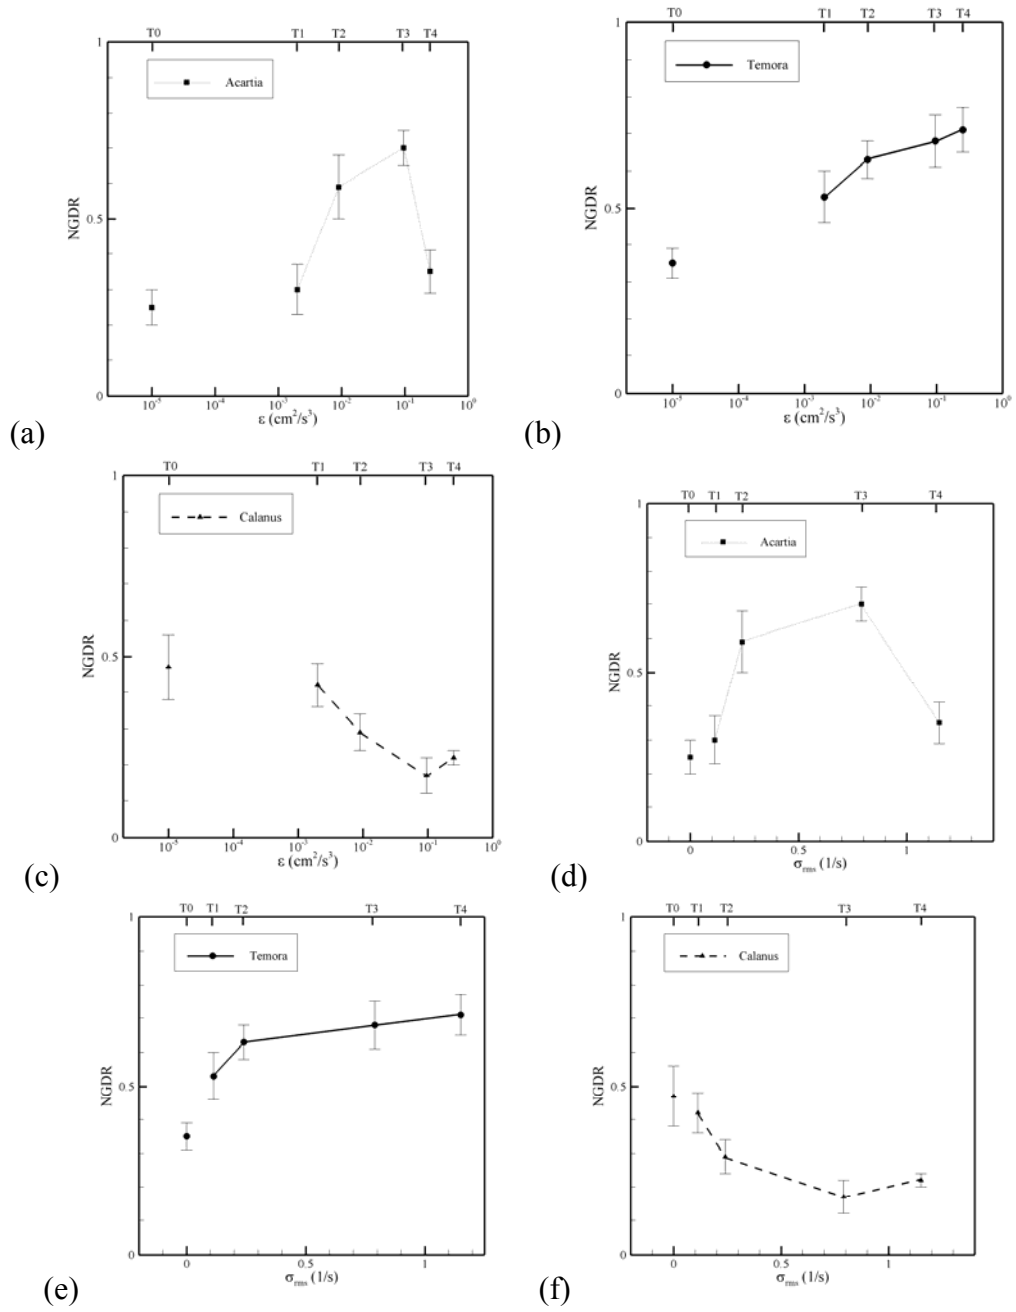 T0 T1 T2 T3 T4
1
Acartia
NGDR
0.5
0
10⁻⁵ 10⁻⁴ 10⁻³ 10⁻² 10⁻¹ 10⁰
ε (cm²/s³)
(a)
T0 T1 T2 T3 T4
1
Temora
NGDR
0.5
0
10⁻⁵ 10⁻⁴ 10⁻³ 10⁻² 10⁻¹ 10⁰
ε (cm²/s³)
(b)
T0 T1 T2 T3 T4
1
Calanus
NGDR
0.5
0
10⁻⁵ 10⁻⁴ 10⁻³ 10⁻² 10⁻¹ 10⁰
ε (cm²/s³)
(c)
T0 T1 T2 T3 T4
1
Acartia
NGDR
0.5
0
0 0.5 1
σrms (1/s)
(d)
T0 T1 T2 T3 T4
1
Temora
NGDR
0.5
0
0 0.5 1
σrms (1/s)
(e)
T0 T1 T2 T3 T4
1
Calanus
NGDR
0.5
0
0 0.5 1
σrms (1/s)
(f)